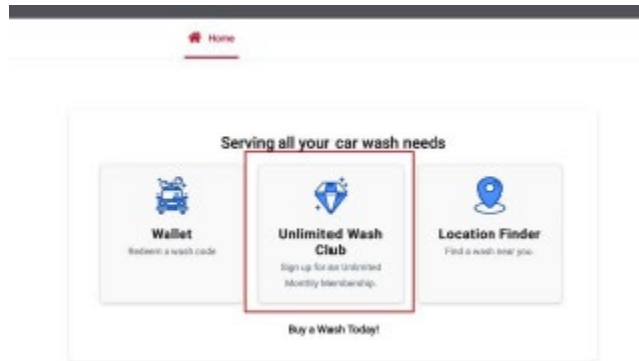 Home
Serving all your car wash needs
Wallet
Redeem a wash code
Unlimited Wash
Club
Sign up for an Unlimited
Monthly Membership.
Location Finder
Find a wash near you.
Buy a Wash Today!